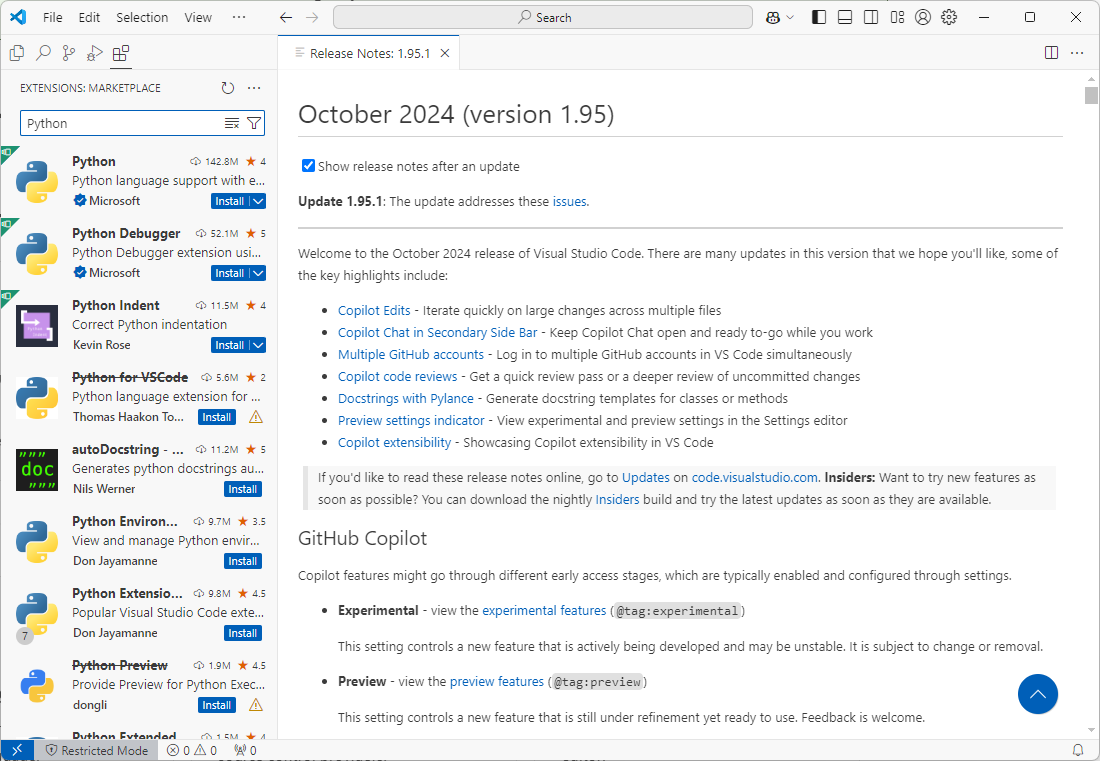 File Edit Selection View ··· Search
EXTENSIONS: MARKETPLACE
Python
Python 142.8M ★ 4
Python language support with e...
Microsoft Install
Python Debugger 52.1M ★ 5
Python Debugger extension usi...
Microsoft Install
Python Indent 11.5M ★ 4
Correct Python indentation
Kevin Rose Install
Python for VSCode 5.6M ★ 2
Python language extension for ...
Thomas Haakon To... Install
"""
doc
"""
autoDocstring - ... 11.2M ★ 5
Generates python docstrings au...
Nils Werner Install
Python Environ... 9.7M ★ 3.5
View and manage Python envir...
Don Jayamanne Install
Python Extensio... 9.8M ★ 4.5
Popular Visual Studio Code exte...
7
Don Jayamanne Install
Python Preview 1.9M ★ 4.5
Provide Preview for Python Exec...
dongli Install
Python Extended 1.5M ★ 4
Release Notes: 1.95.1
October 2024 (version 1.95)
Show release notes after an update
Update 1.95.1: The update addresses these issues.
Welcome to the October 2024 release of Visual Studio Code. There are many updates in this version that we hope you'll like, some of
the key highlights include:
• Copilot Edits - Iterate quickly on large changes across multiple files
• Copilot Chat in Secondary Side Bar - Keep Copilot Chat open and ready to-go while you work
• Multiple GitHub accounts - Log in to multiple GitHub accounts in VS Code simultaneously
• Copilot code reviews - Get a quick review pass or a deeper review of uncommitted changes
• Docstrings with Pylance - Generate docstring templates for classes or methods
• Preview settings indicator - View experimental and preview settings in the Settings editor
• Copilot extensibility - Showcasing Copilot extensibility in VS Code
If you'd like to read these release notes online, go to Updates on code.visualstudio.com. Insiders: Want to try new features as
soon as possible? You can download the nightly Insiders build and try the latest updates as soon as they are available.
GitHub Copilot
Copilot features might go through different early access stages, which are typically enabled and configured through settings.
• Experimental - view the experimental features (@tag:experimental)
This setting controls a new feature that is actively being developed and may be unstable. It is subject to change or removal.
• Preview - view the preview features (@tag:preview)
This setting controls a new feature that is still under refinement yet ready to use. Feedback is welcome.
Restricted Mode 0 0 0